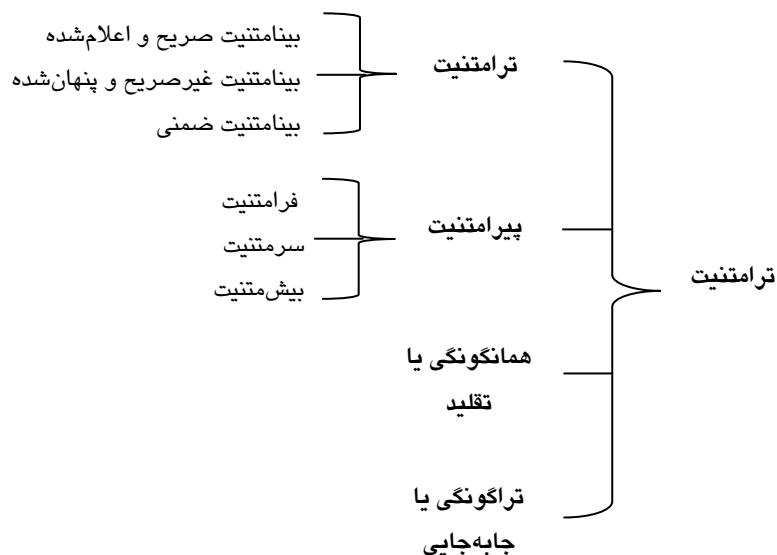 ترامتنیت
ترامتنیت
بینامتنیت صریح و اعلام‌شده
بینامتنیت غیرصریح و پنهان‌شده
بینامتنیت ضمنی
پیرامتنیت
فرامتنیت
سرمتنیت
بیش‌متنیت
همانگونگی یا
تقلید
تراگونگی یا
جابه‌جایی